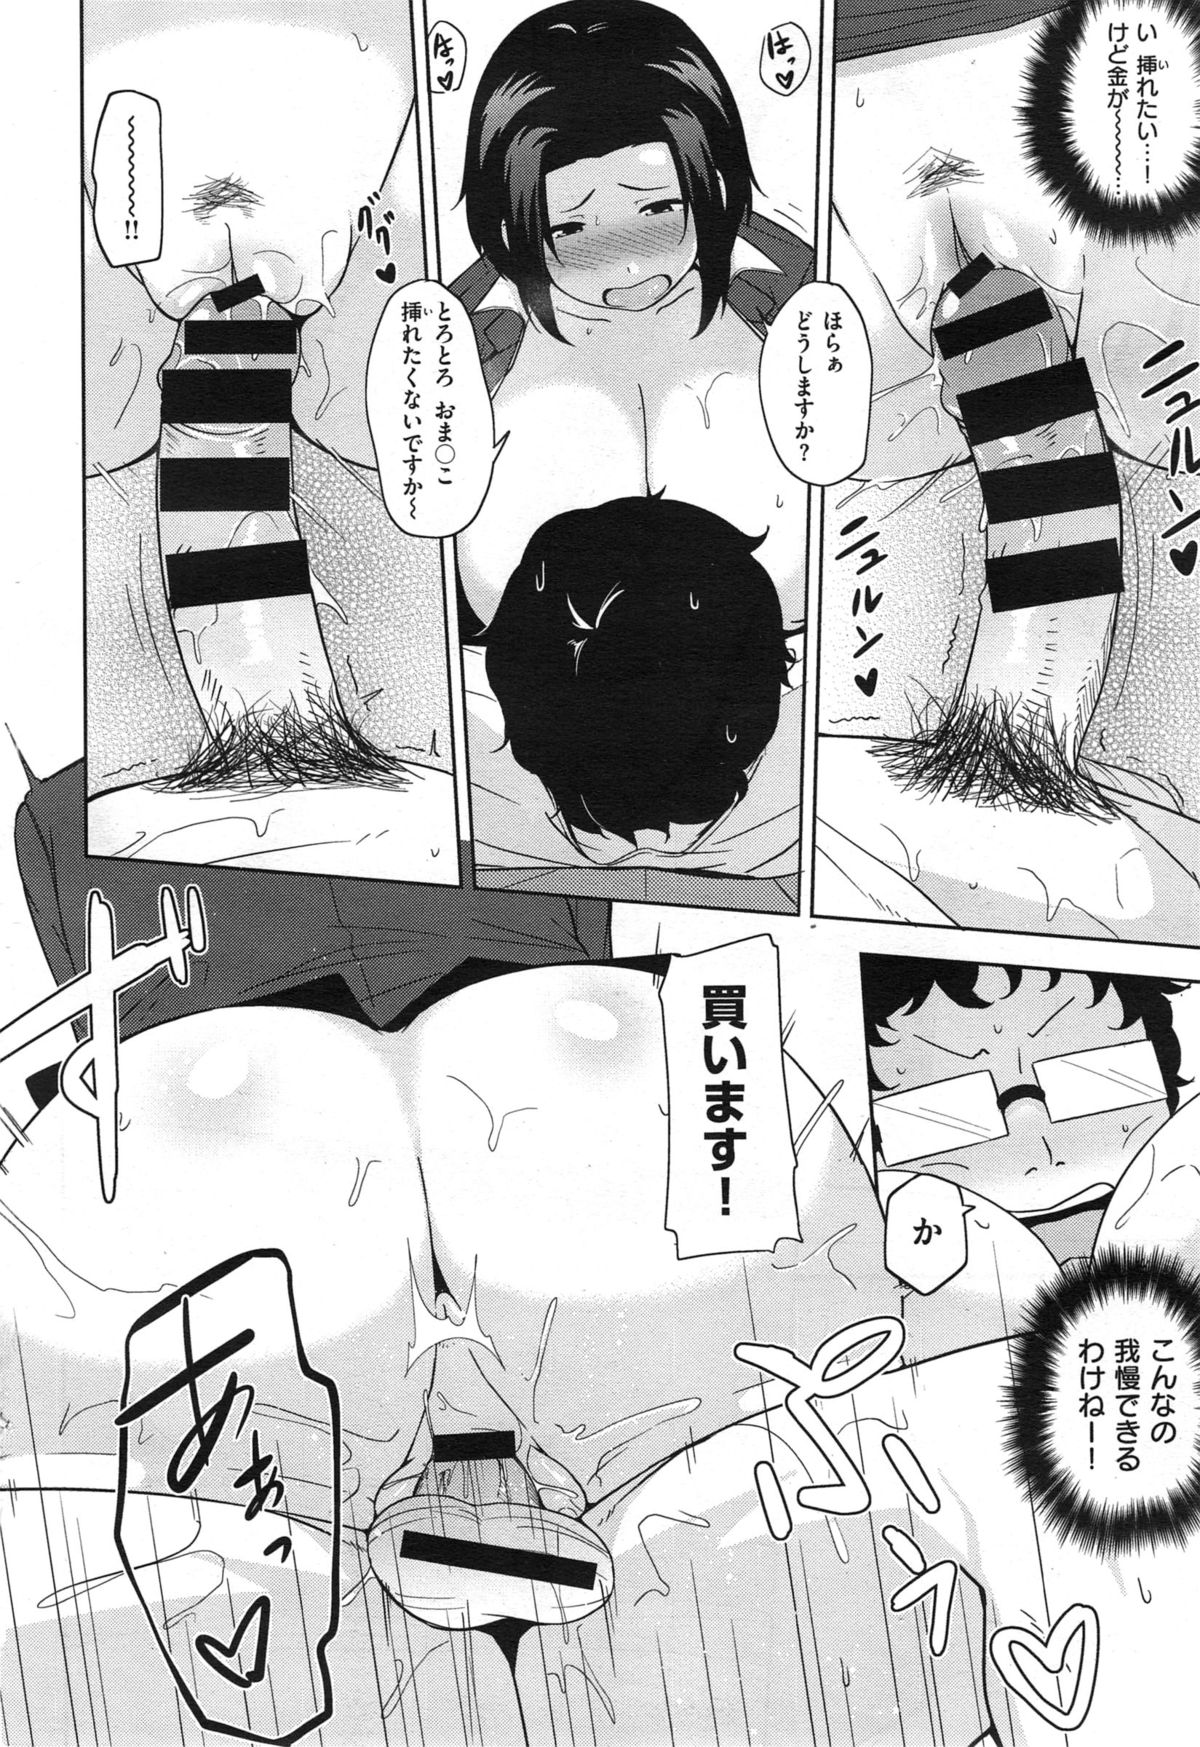 い 挿れたい…！
けど金が～～～…
ニュルン♥
ニュルン♥
はっ♥
はっ♥
ほらぁ
どうしますか？
とろとろ おま○こ
挿れたくないですか～
ググ♥
～～～～～!!
こんなの
我慢できる
わけねー！
か
買います！
あぁぁっ♥